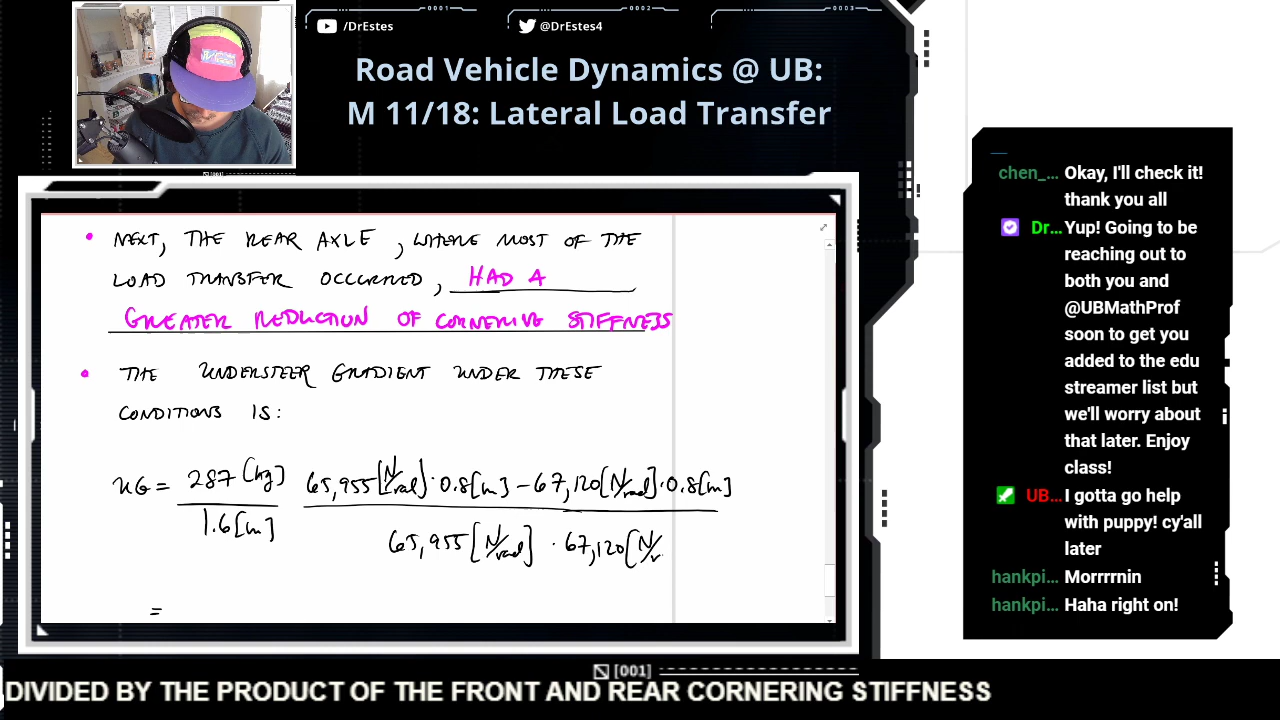 0001
0002
0003
/DrEstes
@DrEstes4
Road Vehicle Dynamics @ UB:
M 11/18: Lateral Load Transfer
[001]
• NEXT, THE REAR AXLE, WHERE MOST OF THE
LOAD TRANSFER OCCURRED, HAD A
GREATER REDUCTION OF CORNERING STIFFNESS
• THE UNDERSTEER GRADIENT UNDER THESE
CONDITIONS IS:
UG = 287 [kg] 65,955 [N/rad] · 0.8 [m] - 67,120 [N/rad] · 0.8 [m]
1.6 [m] 65,955 [N/rad] · 67,120 [N/r
=
chen_... Okay, I'll check it!
thank you all
Dr... Yup! Going to be
reaching out to
both you and
@UBMathProf
soon to get you
added to the edu
streamer list but
we'll worry about
that later. Enjoy
class!
UB... I gotta go help
with puppy! cy'all
later
hankpi... Morrrrnin
hankpi... Haha right on!
[001]
DIVIDED BY THE PRODUCT OF THE FRONT AND REAR CORNERING STIFFNESS